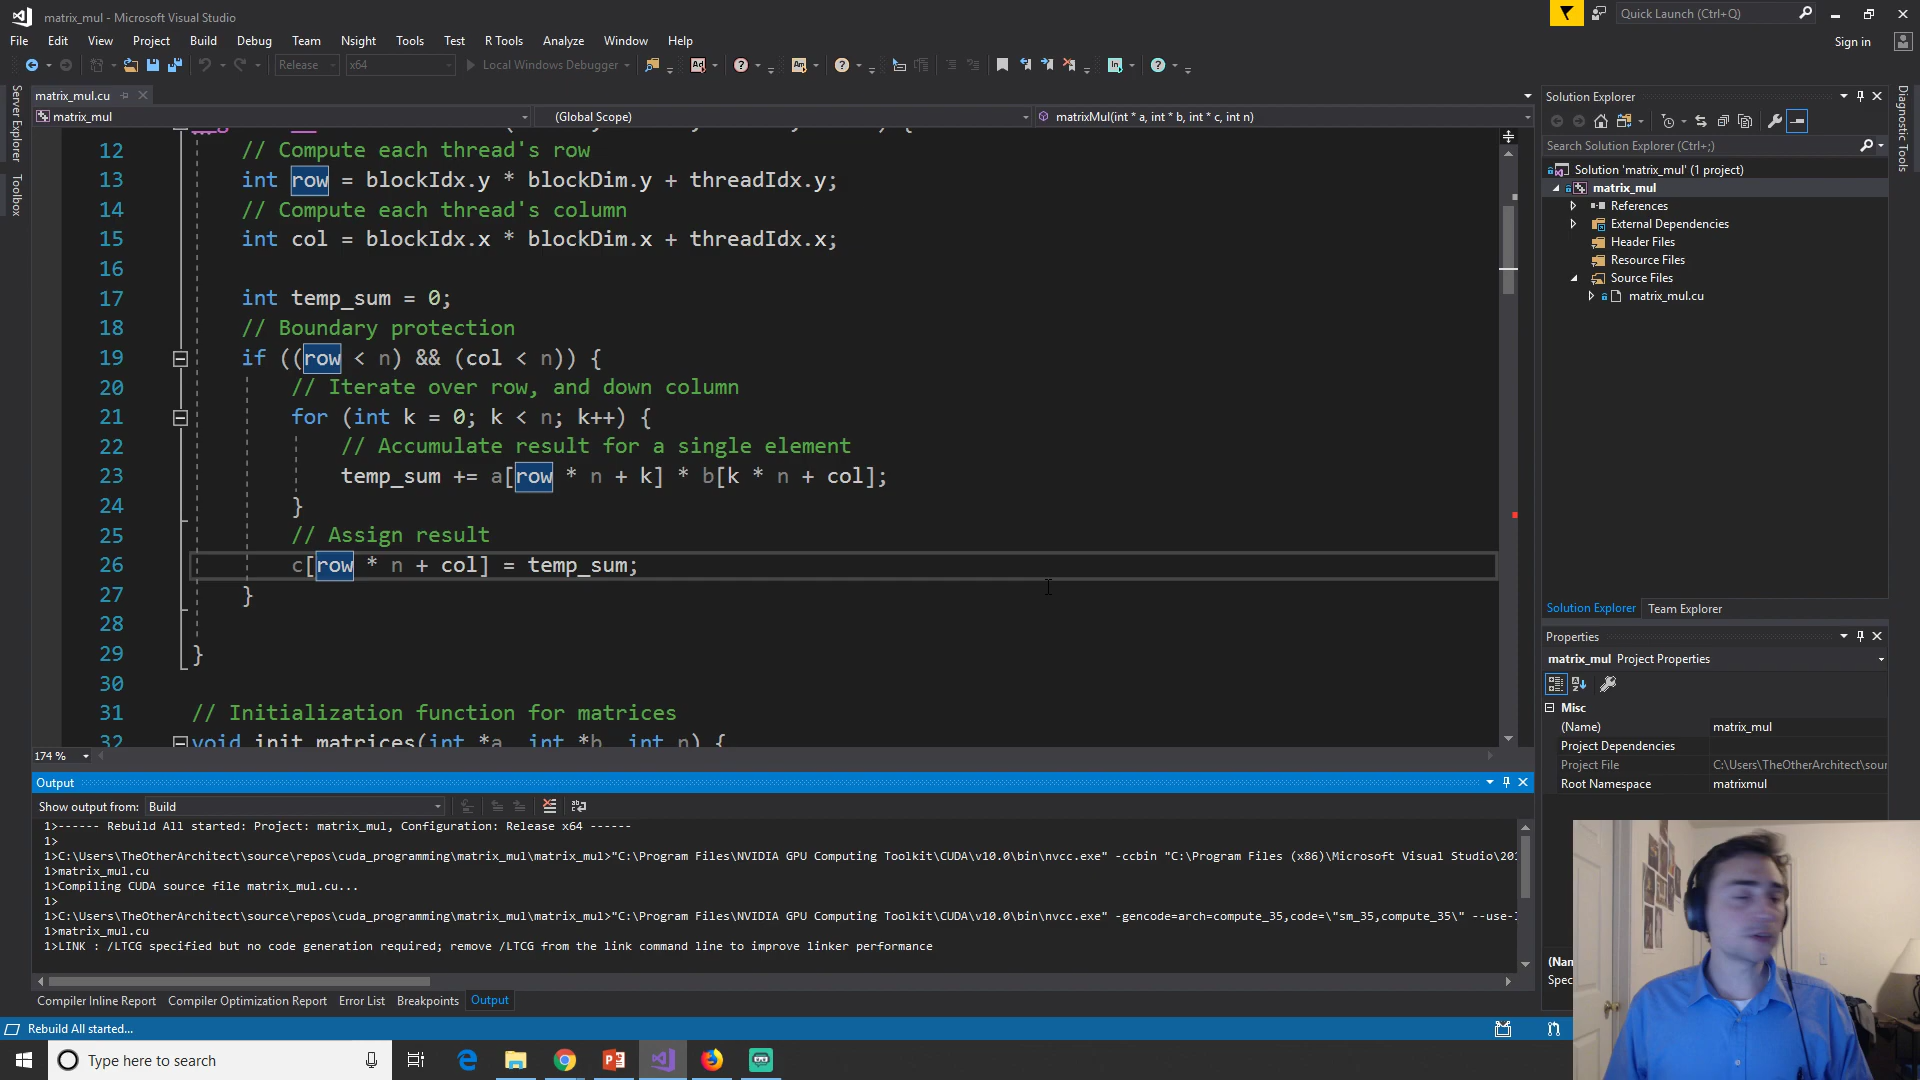 matrix_mul - Microsoft Visual Studio
Quick Launch (Ctrl+Q)
File Edit View Project Build Debug Team Nsight Tools Test R Tools Analyze Window Help
Sign in
Release x64 Local Windows Debugger
Server Explorer
Toolbox
matrix_mul.cu
matrix_mul (Global Scope) matrixMul(int * a, int * b, int * c, int n)
12 // Compute each thread's row
13 int row = blockIdx.y * blockDim.y + threadIdx.y;
14 // Compute each thread's column
15 int col = blockIdx.x * blockDim.x + threadIdx.x;
16
17 int temp_sum = 0;
18 // Boundary protection
19 if ((row < n) && (col < n)) {
20 // Iterate over row, and down column
21 for (int k = 0; k < n; k++) {
22 // Accumulate result for a single element
23 temp_sum += a[row * n + k] * b[k * n + col];
24 }
25 // Assign result
26 c[row * n + col] = temp_sum;
27 }
28
29 }
30
31 // Initialization function for matrices
32 void init_matrices(int *a, int *b, int n) {
174 %
Output
Show output from: Build
1>------ Rebuild All started: Project: matrix_mul, Configuration: Release x64 ------
1>
1>C:\Users\TheOtherArchitect\source\repos\cuda_programming\matrix_mul\matrix_mul>"C:\Program Files\NVIDIA GPU Computing Toolkit\CUDA\v10.0\bin\nvcc.exe" -ccbin "C:\Program Files (x86)\Microsoft Visual Studio\201
1>matrix_mul.cu
1>Compiling CUDA source file matrix_mul.cu...
1>
1>C:\Users\TheOtherArchitect\source\repos\cuda_programming\matrix_mul\matrix_mul>"C:\Program Files\NVIDIA GPU Computing Toolkit\CUDA\v10.0\bin\nvcc.exe" -gencode=arch=compute_35,code=\"sm_35,compute_35\" --use-
1>matrix_mul.cu
1>LINK : /LTCG specified but no code generation required; remove /LTCG from the link command line to improve linker performance
Compiler Inline Report Compiler Optimization Report Error List Breakpoints Output
Rebuild All started...
Type here to search
Solution Explorer
Search Solution Explorer (Ctrl+;)
Solution 'matrix_mul' (1 project)
matrix_mul
References
External Dependencies
Header Files
Resource Files
Source Files
matrix_mul.cu
Solution Explorer Team Explorer
Properties
matrix_mul Project Properties
Misc
(Name) matrix_mul
Project Dependencies
Project File C:\Users\TheOtherArchitect\sour
Root Namespace matrixmul
(Nan
Spec
Diagnostic Tools